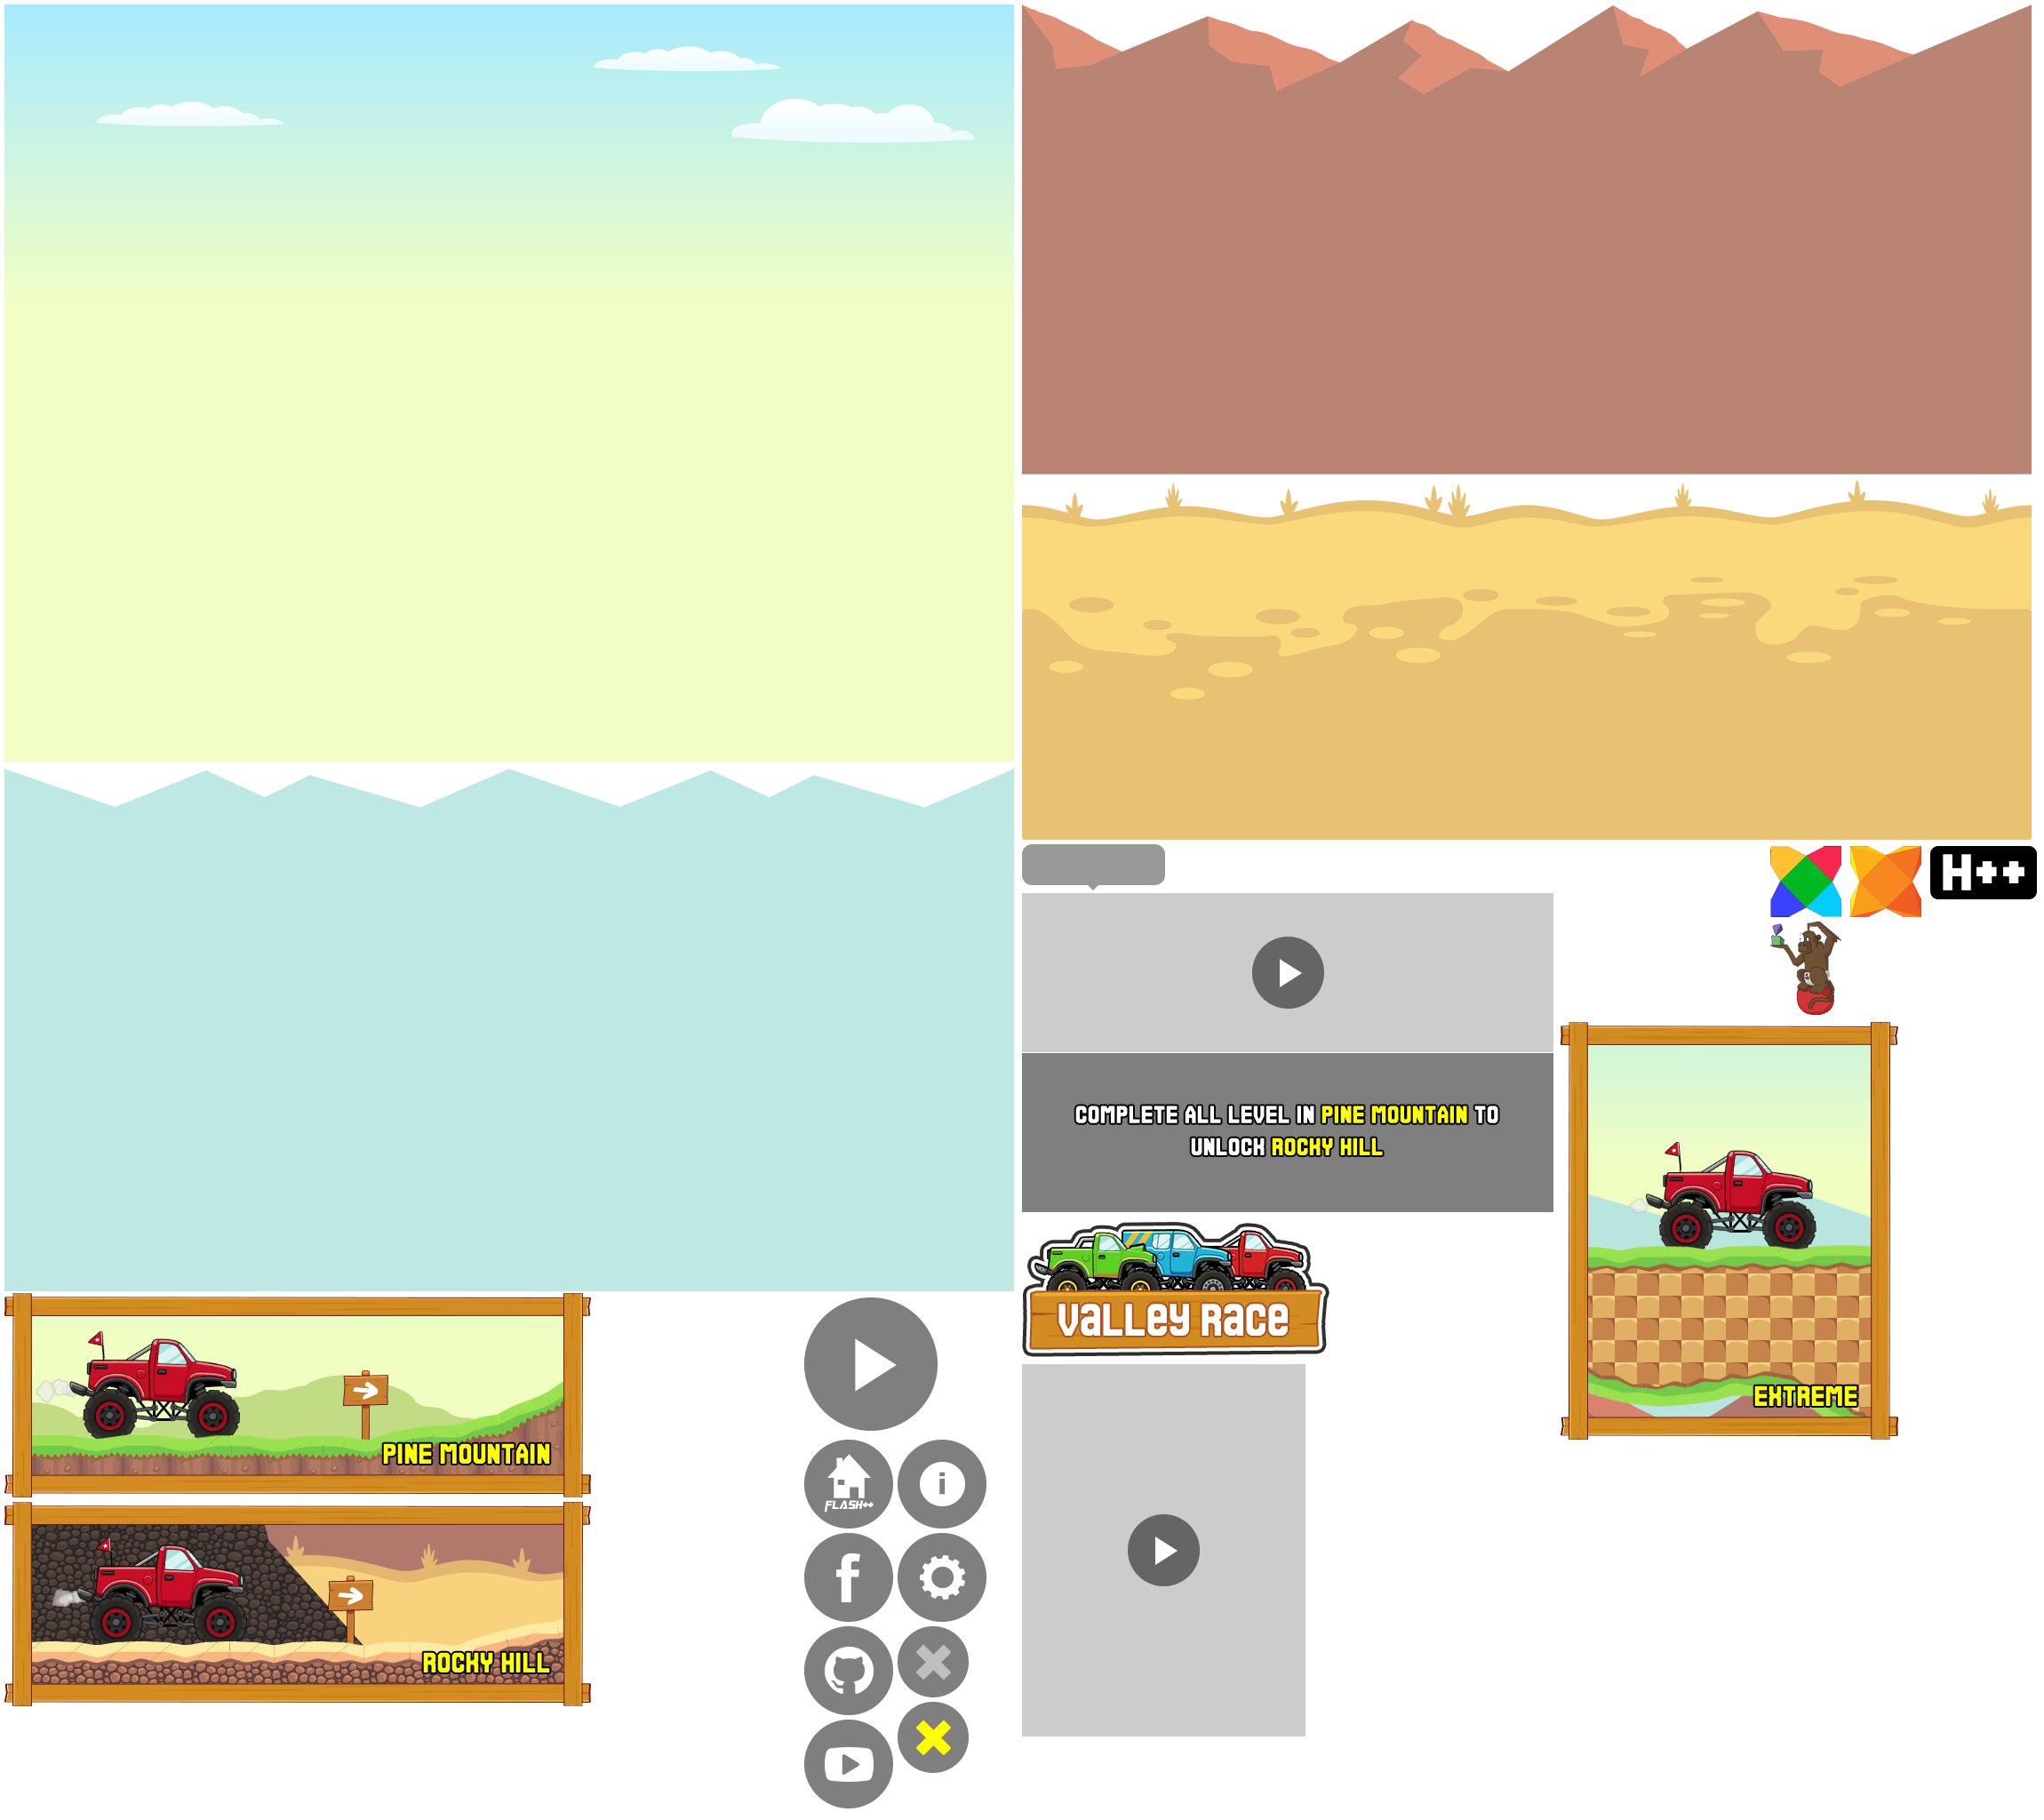 H++
COMPLETE ALL LEVEL IN PINE MOUNTAIN TO
UNLOCK ROCKY HILL
VALLEY RACE
EXTREME
PINE MOUNTAIN
FLASH++
i
f
ROCKY HILL